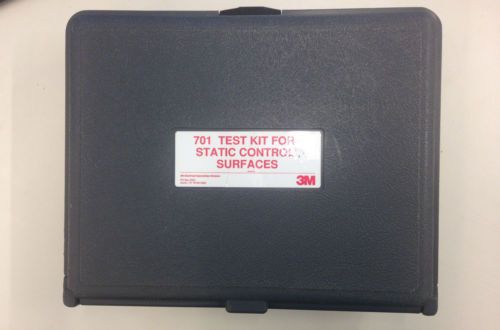 701 TEST KIT FOR
STATIC CONTROL
SURFACES
3M